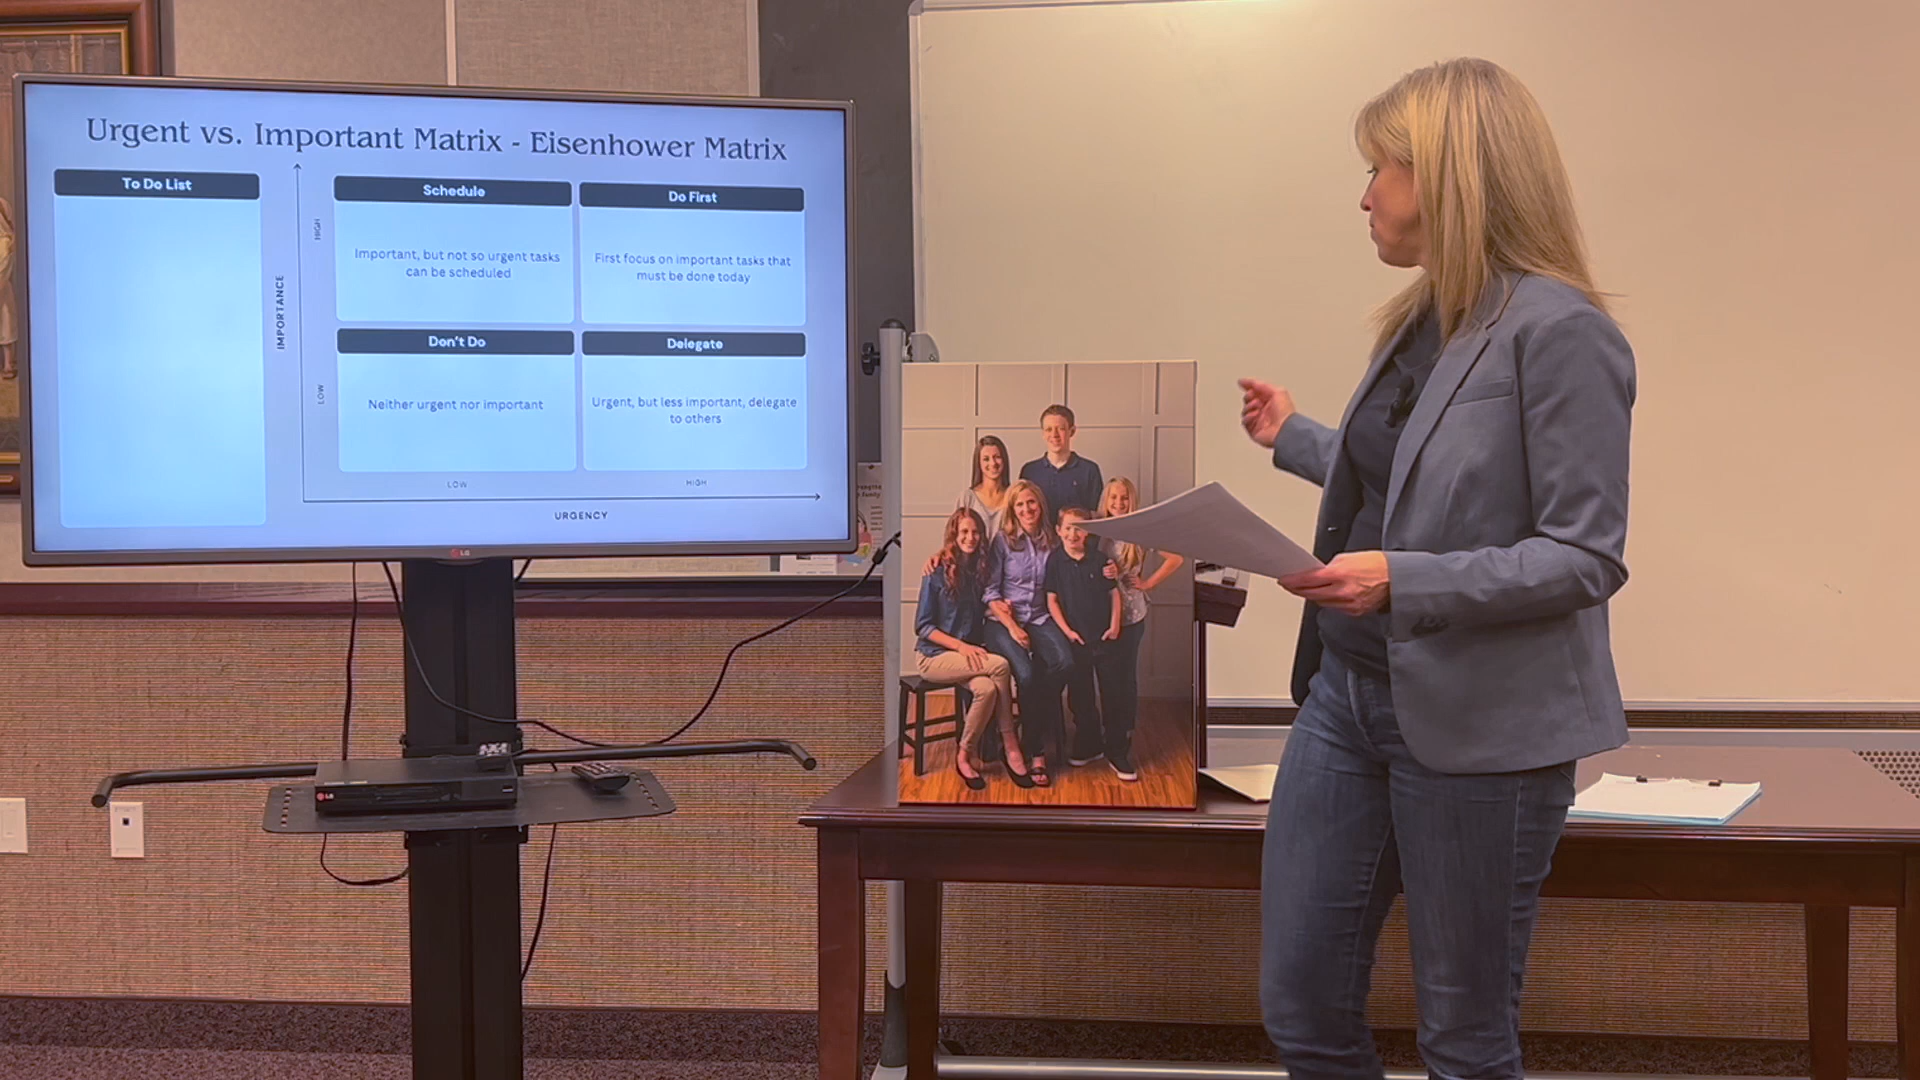 Urgent vs. Important Matrix - Eisenhower Matrix
To Do List
IMPORTANCE
HIGH
LOW
Schedule
Important, but not so urgent tasks
can be scheduled
Do First
First focus on important tasks that
must be done today
Don't Do
Neither urgent nor important
Delegate
Urgent, but less important, delegate
to others
LOW
HIGH
URGENCY
LG
LG